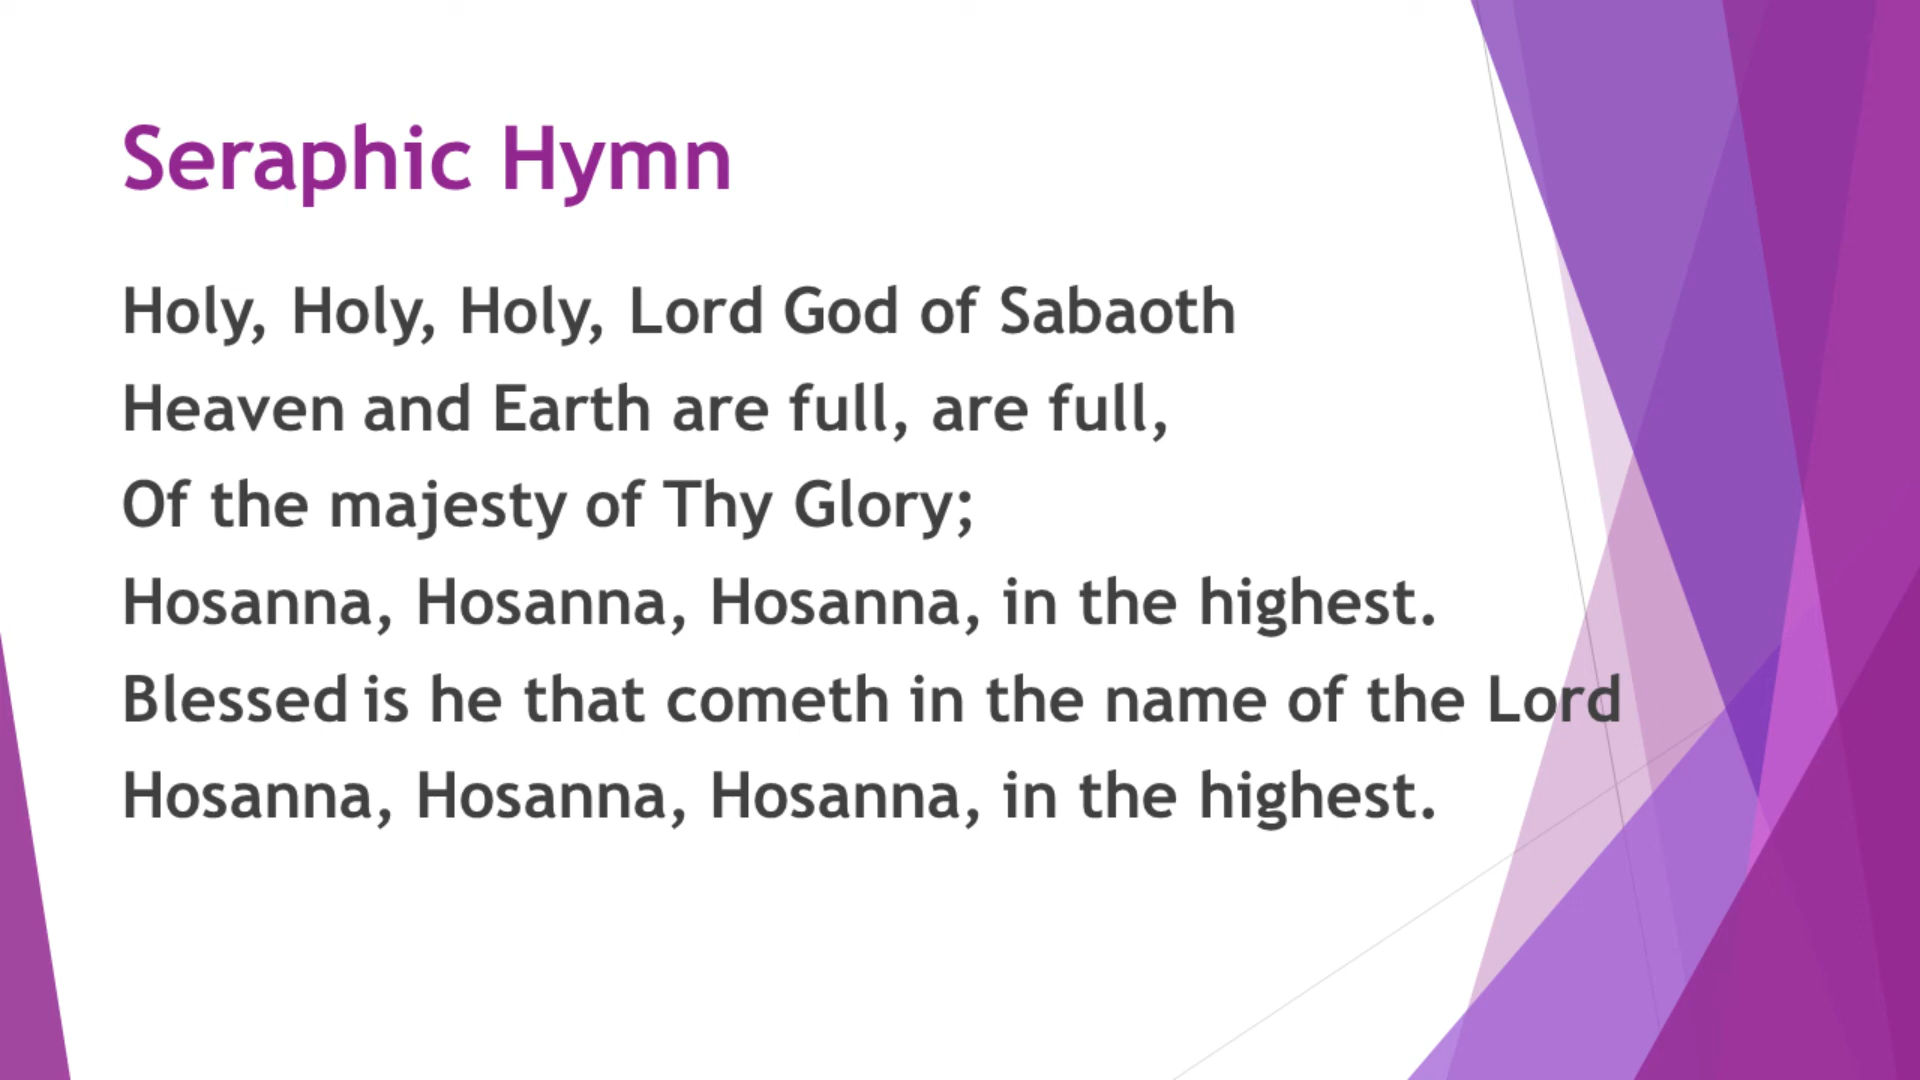 Seraphic Hymn
Holy, Holy, Holy, Lord God of Sabaoth
Heaven and Earth are full, are full,
Of the majesty of Thy Glory;
Hosanna, Hosanna, Hosanna, in the highest.
Blessed is he that cometh in the name of the Lord
Hosanna, Hosanna, Hosanna, in the highest.